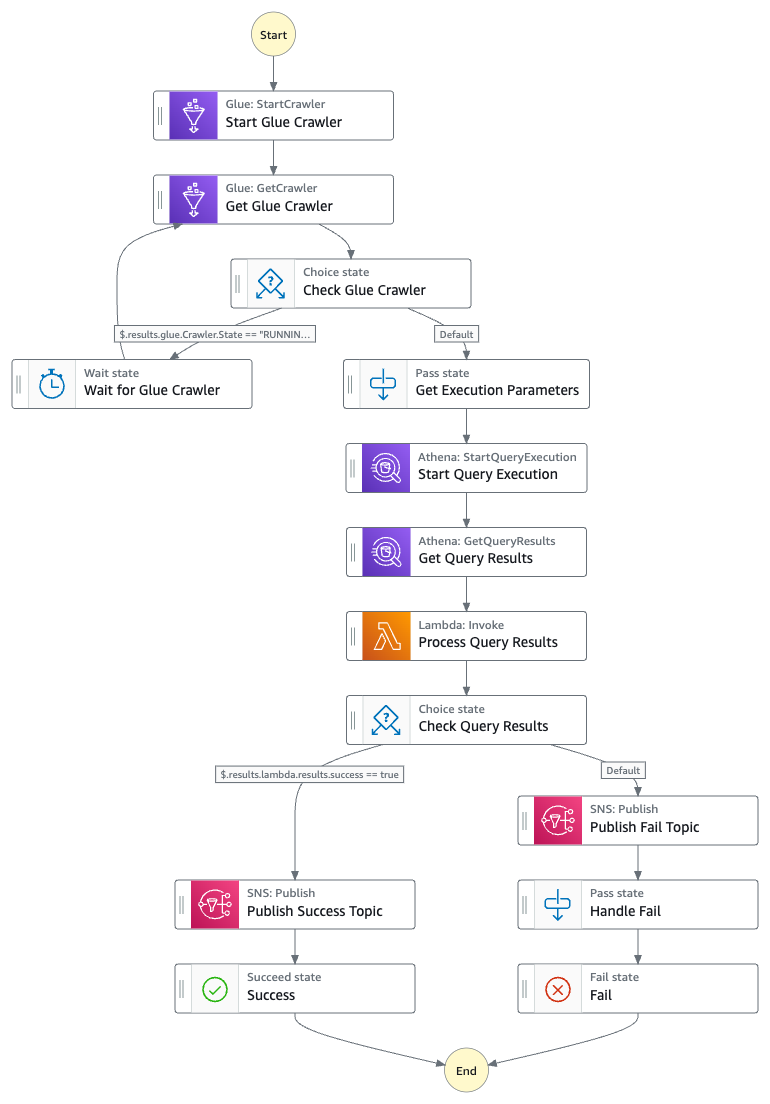 Start
Glue: StartCrawler
Start Glue Crawler
Glue: GetCrawler
Get Glue Crawler
Choice state
Check Glue Crawler
$.results.glue.Crawler.State == "RUNNIN...
Default
Wait state
Wait for Glue Crawler
Pass state
Get Execution Parameters
Athena: StartQueryExecution
Start Query Execution
Athena: GetQueryResults
Get Query Results
Lambda: Invoke
Process Query Results
Choice state
Check Query Results
$.results.lambda.results.success == true
Default
SNS: Publish
Publish Fail Topic
SNS: Publish
Publish Success Topic
Pass state
Handle Fail
Succeed state
Success
Fail state
Fail
End